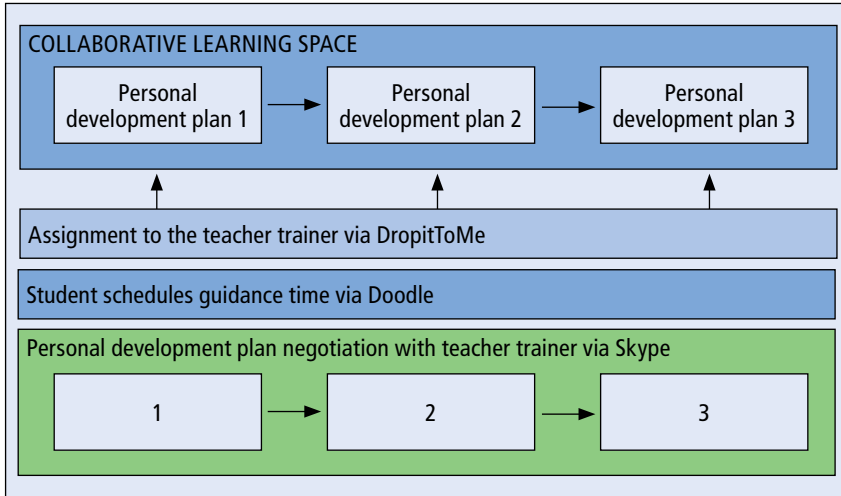 COLLABORATIVE LEARNING SPACE
Personal
development plan 1
Personal
development plan 2
Personal
development plan 3
Assignment to the teacher trainer via DropitToMe
Student schedules guidance time via Doodle
Personal development plan negotiation with teacher trainer via Skype
1
2
3